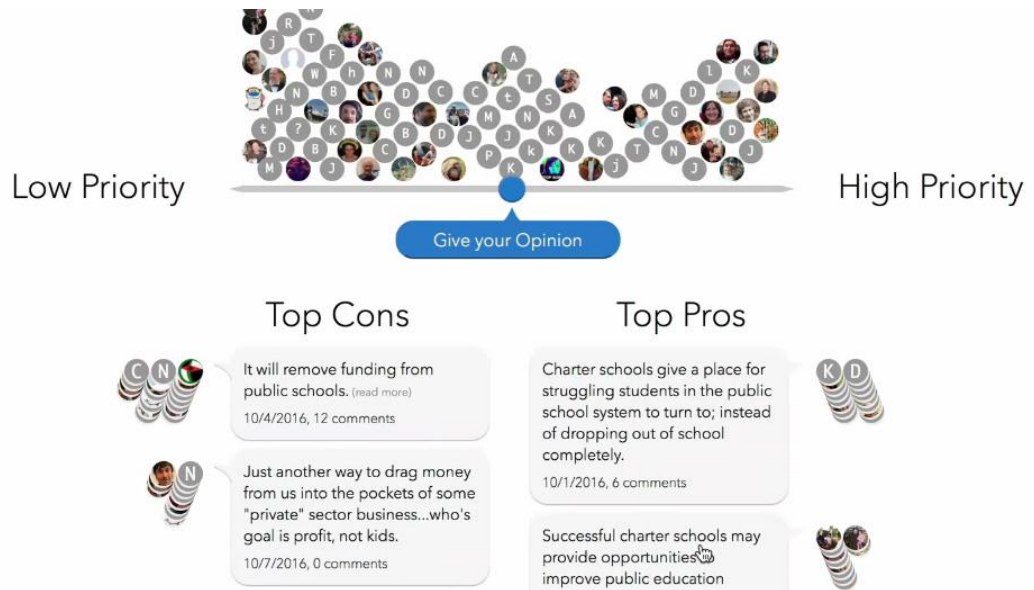 Low Priority
High Priority
Give your Opinion
Top Cons
Top Pros
It will remove funding from
public schools. (read more)
10/4/2016, 12 comments
Just another way to drag money
from us into the pockets of some
"private" sector business...who's
goal is profit, not kids.
10/7/2016, 0 comments
Charter schools give a place for
struggling students in the public
school system to turn to; instead
of dropping out of school
completely.
10/1/2016, 6 comments
Successful charter schools may
provide opportunities to
improve public education